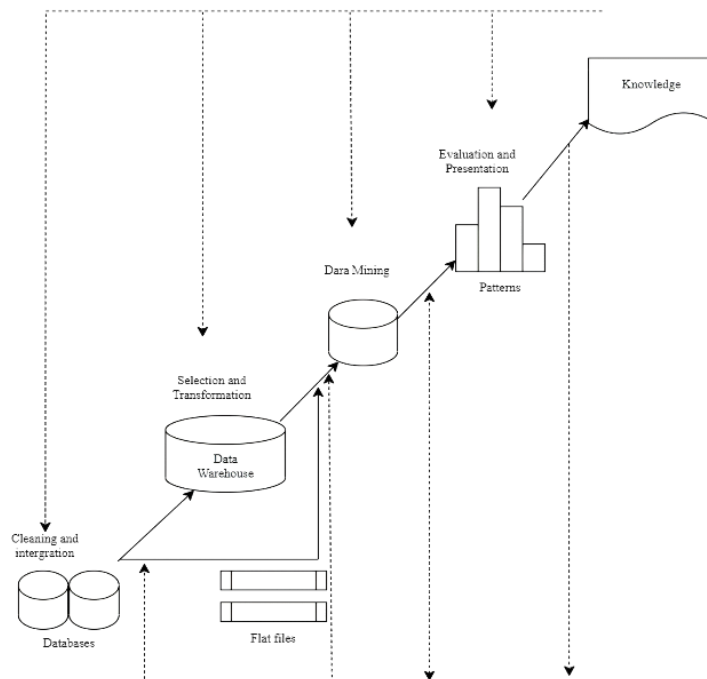 Knowledge
Evaluation and
Presentation
Patterns
Dara Mining
Selection and
Transformation
Data
Warehouse
Cleaning and
intergration
Databases
Flat files